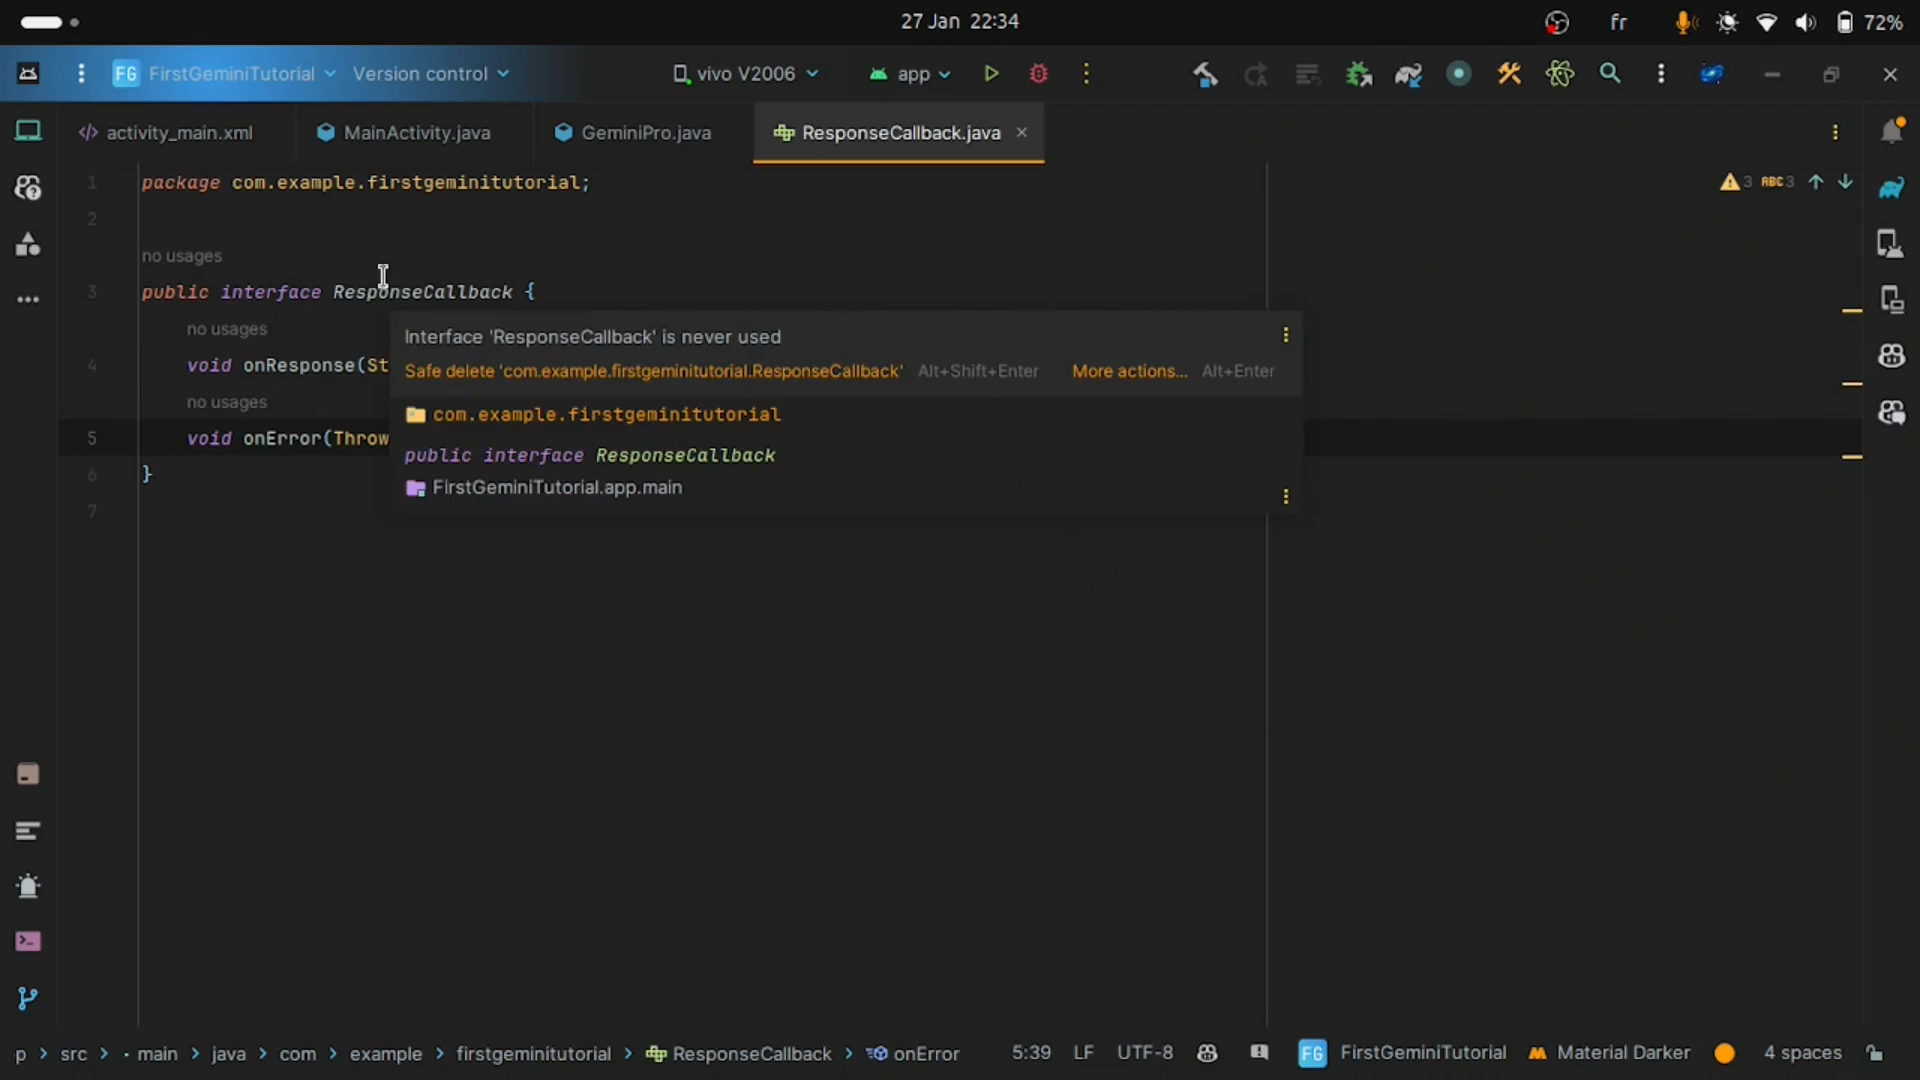 27 Jan 22:34
fr
72%
FG FirstGeminiTutorial
Version control
vivo V2006
app
activity_main.xml
MainActivity.java
GeminiPro.java
ResponseCallback.java
1 package com.example.firstgeminitutorial;
3 ABC 3
2
no usages
3 public interface ResponseCallback {
no usages
4 void onResponse(St
no usages
5 void onError(Throw
6 }
7
Interface 'ResponseCallback' is never used
Safe delete 'com.example.firstgeminitutorial.ResponseCallback' Alt+Shift+Enter More actions... Alt+Enter
com.example.firstgeminitutorial
public interface ResponseCallback
FirstGeminiTutorial.app.main
p > src > main > java > com > example > firstgeminitutorial > ResponseCallback > onError
5:39 LF UTF-8 FG FirstGeminiTutorial Material Darker 4 spaces